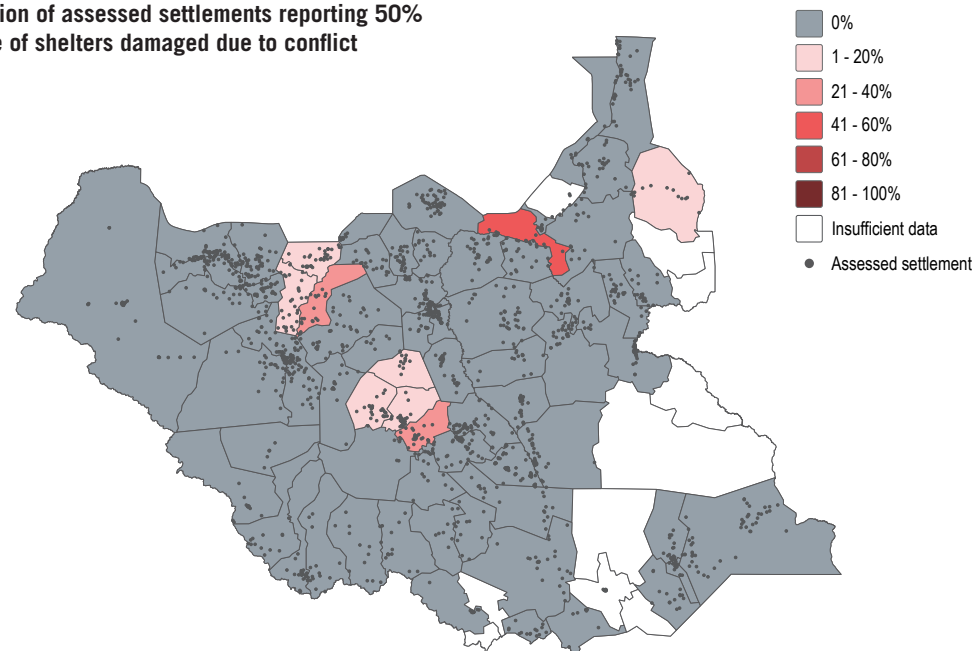 of assessed settlements reporting 50%
of shelters damaged due to conflict
0%
1 - 20%
21 - 40%
41 - 60%
61 - 80%
81 - 100%
Insufficient data
Assessed settlement